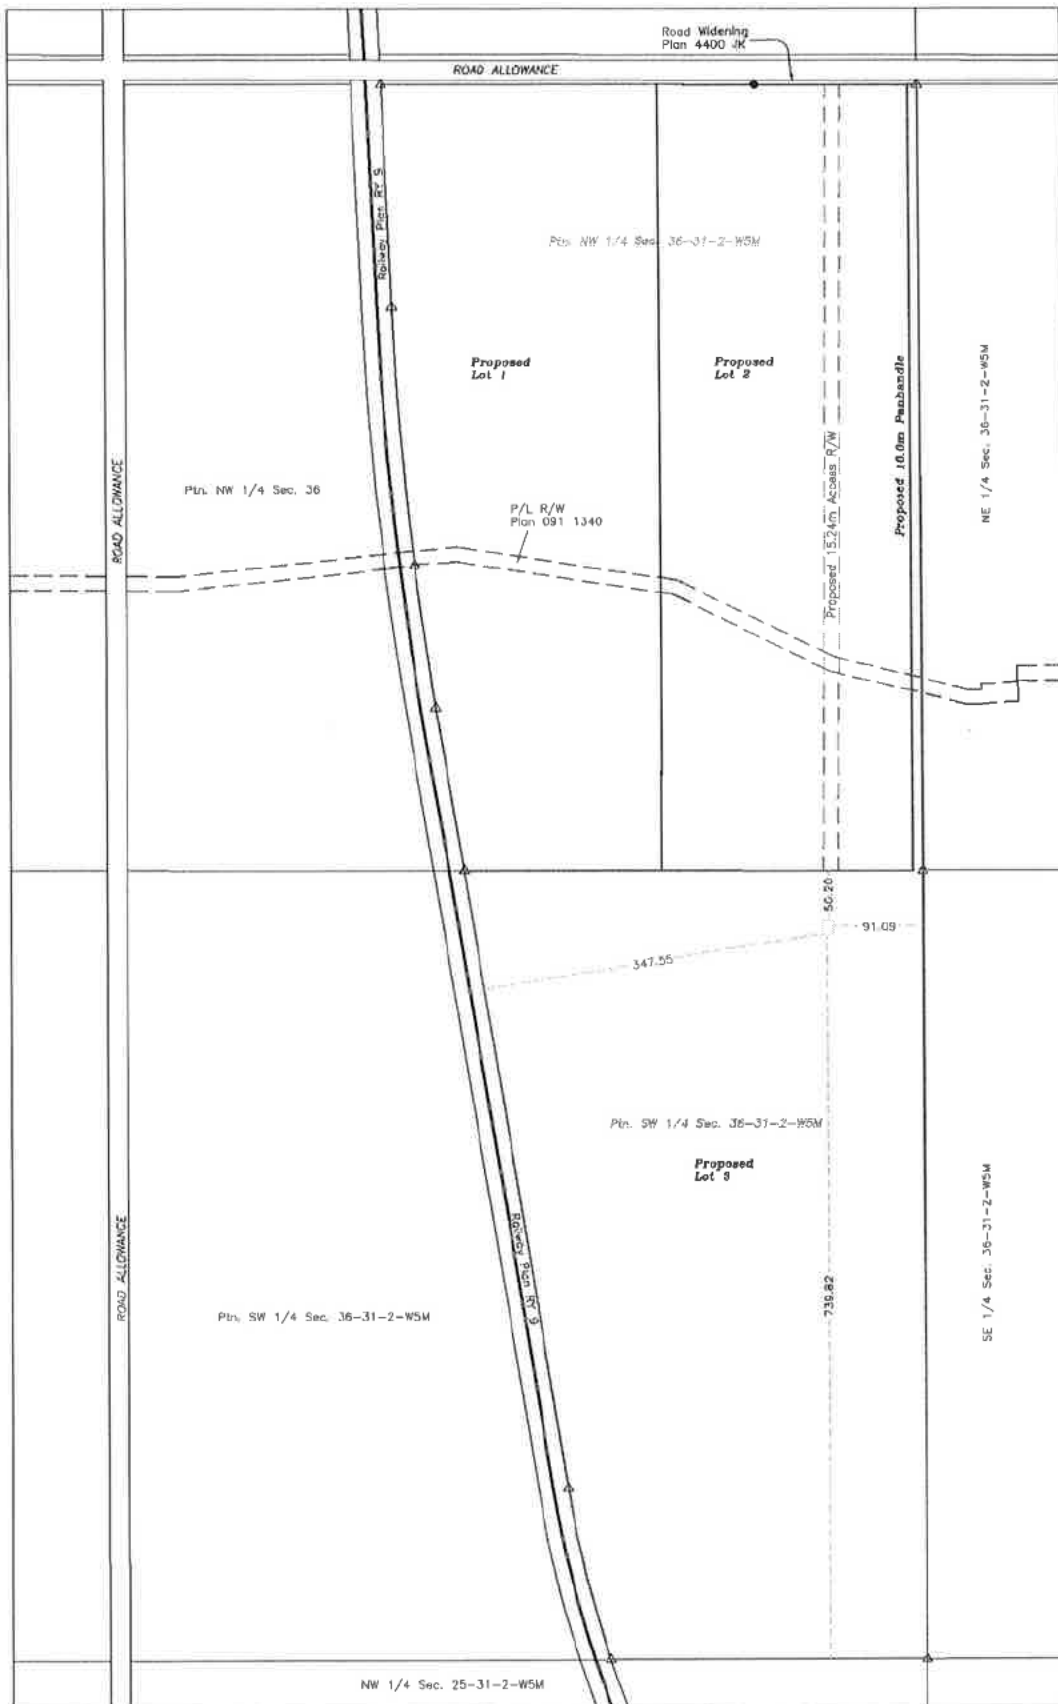 Road Widening
Plan 4400 JK
ROAD ALLOWANCE
Railway Plan RY 9
Ptn. NW 1/4 Sec. 36-31-2-W5M
Proposed
Lot 1
Proposed
Lot 2
Proposed 10.0m Panhandle
NE 1/4 Sec. 36-31-2-W5M
ROAD ALLOWANCE
Ptn. NW 1/4 Sec. 36
P/L R/W
Plan 091 1340
Proposed 15.24m Access R/W
50.20
91.09
347.55
Ptn. SW 1/4 Sec. 36-31-2-W5M
Proposed
Lot 3
SE 1/4 Sec. 36-31-2-W5M
ROAD ALLOWANCE
Railway Plan RY 9
739.82
Ptn. SW 1/4 Sec. 36-31-2-W5M
NW 1/4 Sec. 25-31-2-W5M